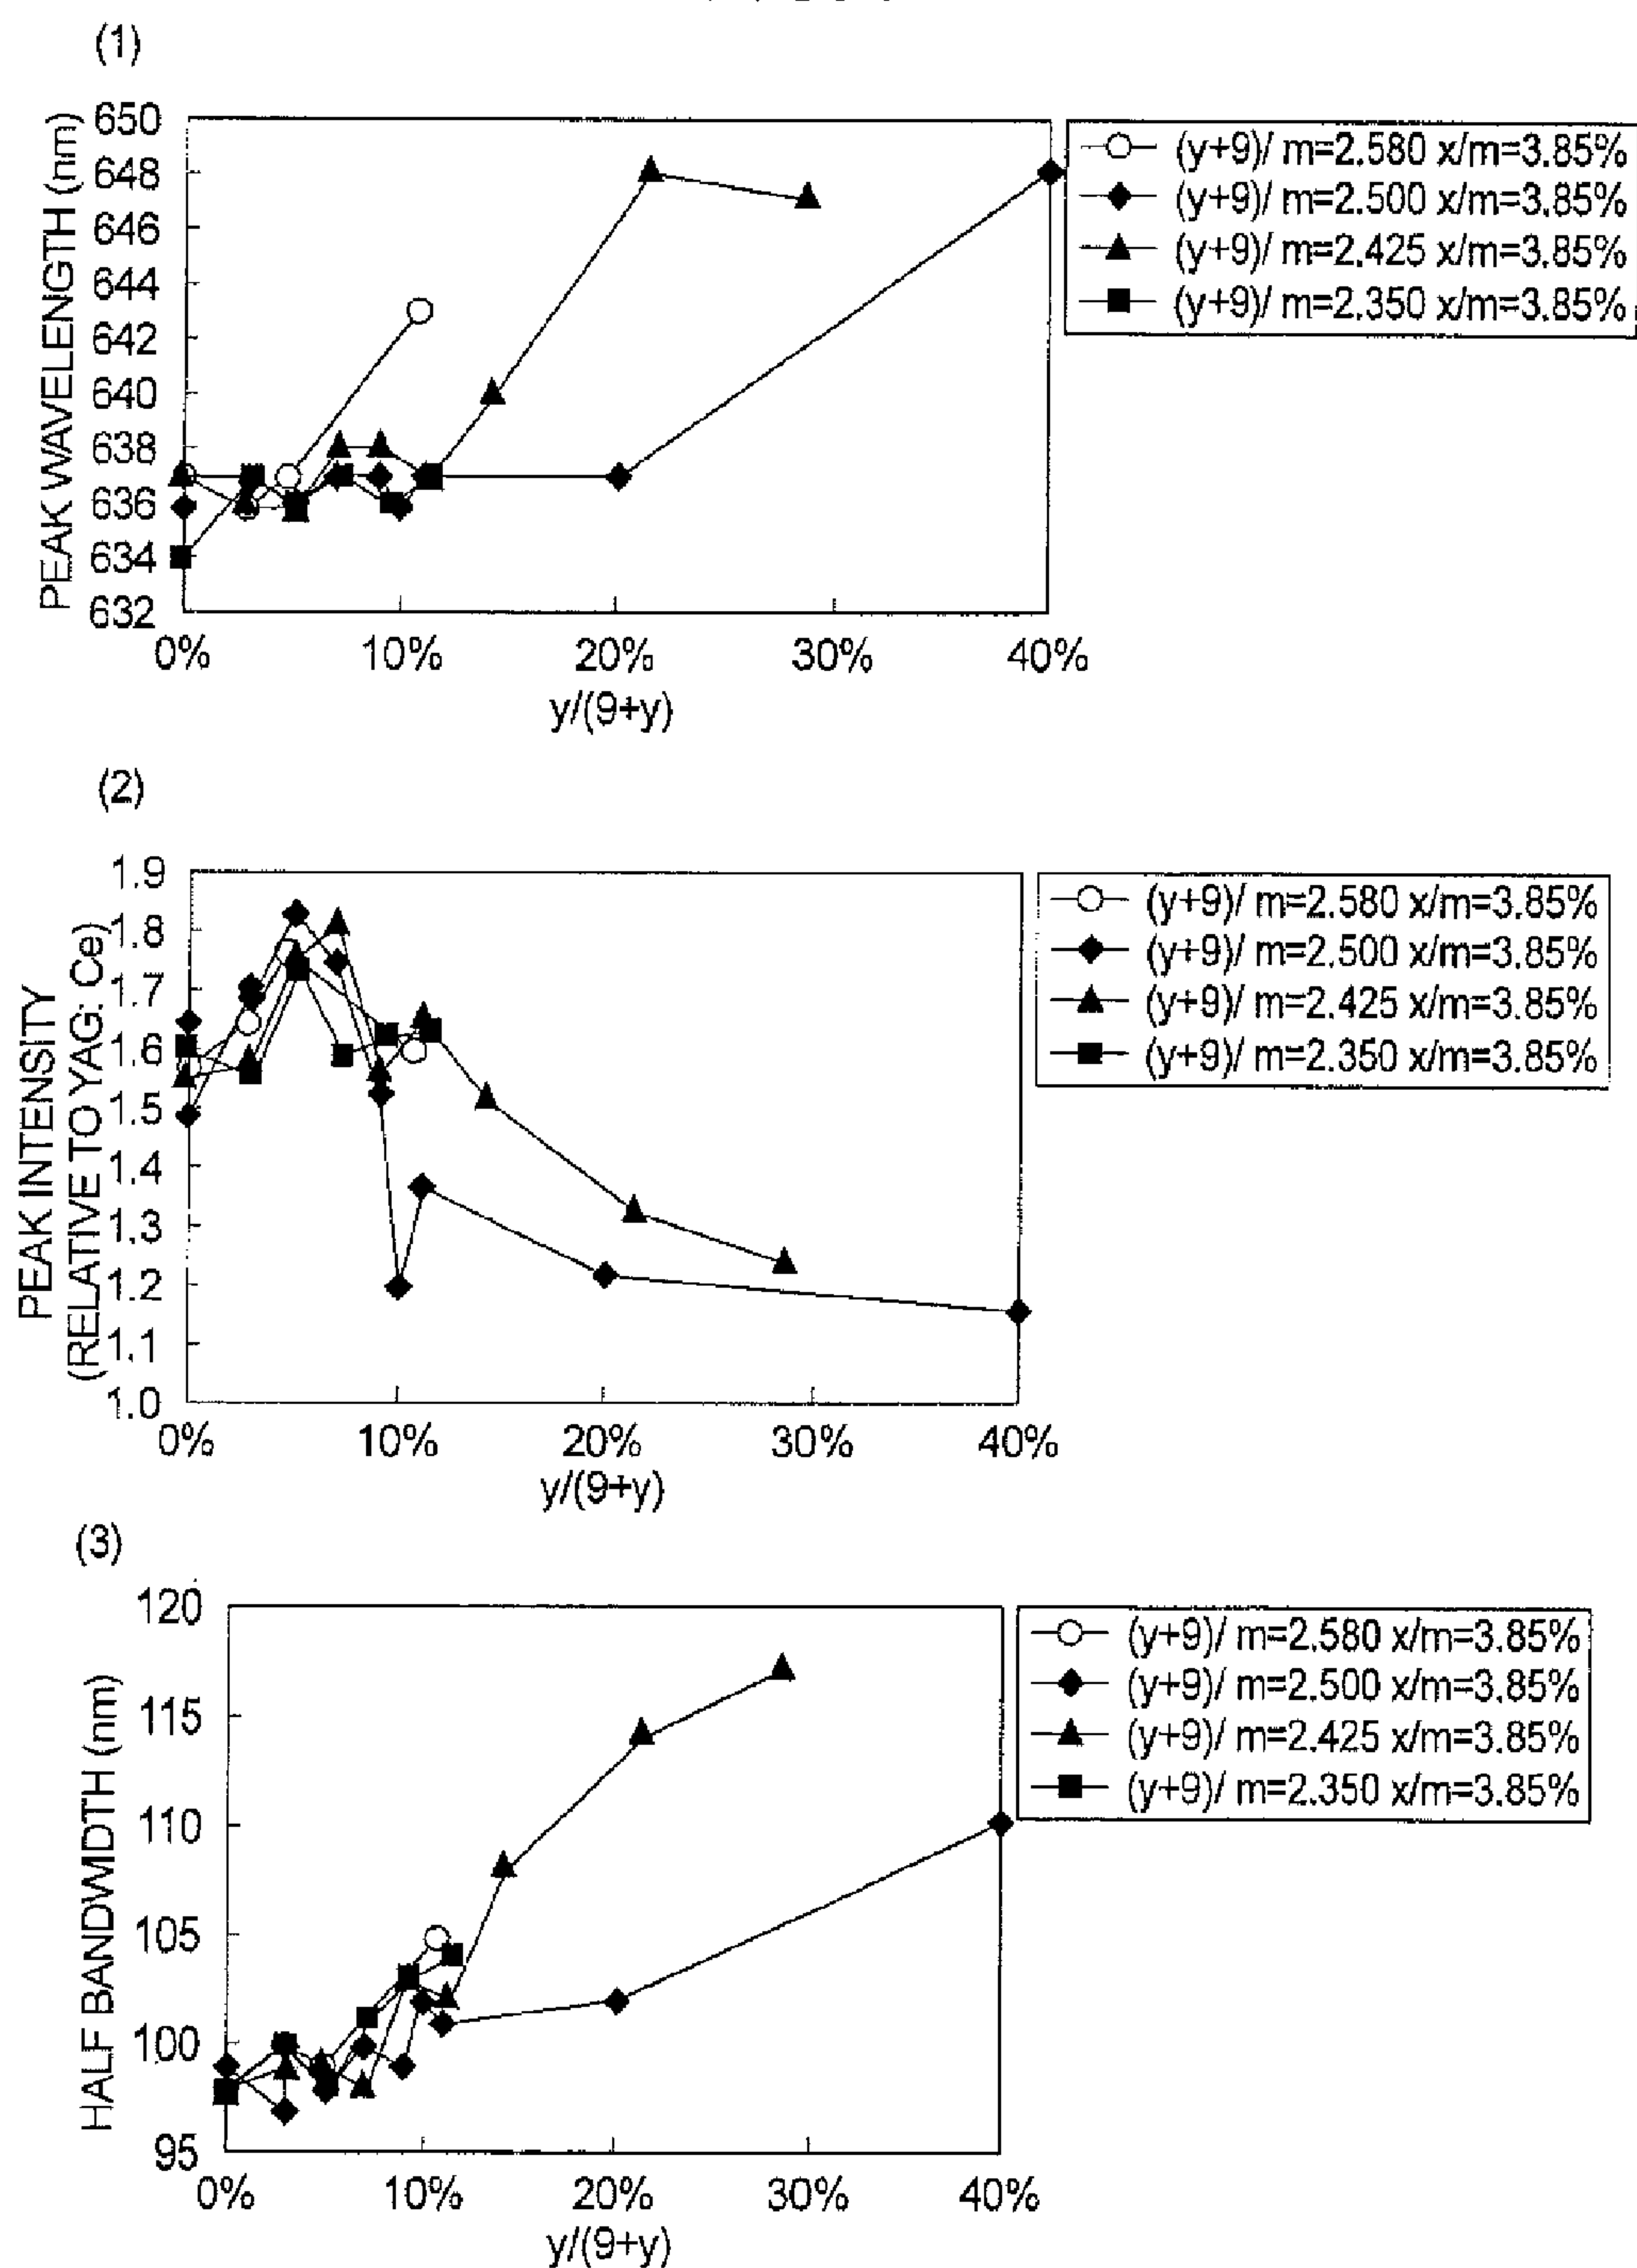 (1)
PEAK WAVELENGTH (nm)
650
648
646
644
642
640
638
636
634
632
0% 10% 20% 30% 40%
y/(9+y)
(y+9)/ m=2.580 x/m=3.85%
(y+9)/ m=2.500 x/m=3.85%
(y+9)/ m=2.425 x/m=3.85%
(y+9)/ m=2.350 x/m=3.85%
(2)
PEAK INTENSITY
(RELATIVE TO YAG: Ce)
1.9
1.8
1.7
1.6
1.5
1.4
1.3
1.2
1.1
1.0
0% 10% 20% 30% 40%
y/(9+y)
(y+9)/ m=2.580 x/m=3.85%
(y+9)/ m=2.500 x/m=3.85%
(y+9)/ m=2.425 x/m=3.85%
(y+9)/ m=2.350 x/m=3.85%
(3)
HALF BANDWIDTH (nm)
120
115
110
105
100
95
0% 10% 20% 30% 40%
y/(9+y)
(y+9)/ m=2.580 x/m=3.85%
(y+9)/ m=2.500 x/m=3.85%
(y+9)/ m=2.425 x/m=3.85%
(y+9)/ m=2.350 x/m=3.85%